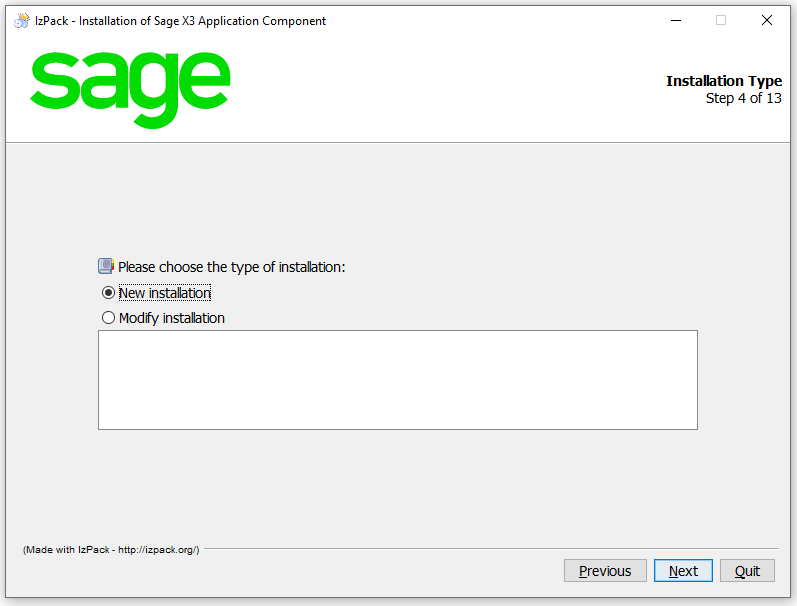 IzPack - Installation of Sage X3 Application Component
sage
Installation Type
Step 4 of 13
Please choose the type of installation:
New installation
Modify installation
(Made with IzPack - http://izpack.org/)
Previous
Next
Quit